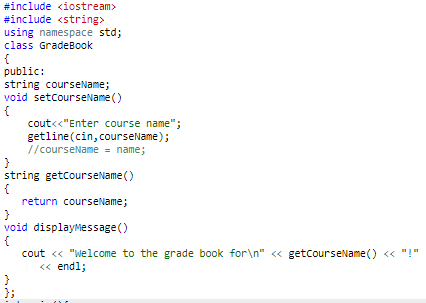 #include <iostream>
#include <string>
using namespace std;
class GradeBook
{
public:
string courseName;
void setCourseName()
{
    cout<<"Enter course name";
    getline(cin,courseName);
    //courseName = name;
}
string getCourseName()
{
   return courseName;
}
void displayMessage()
{
   cout << "Welcome to the grade book for\n" << getCourseName() << "!"
      << endl;
}
};